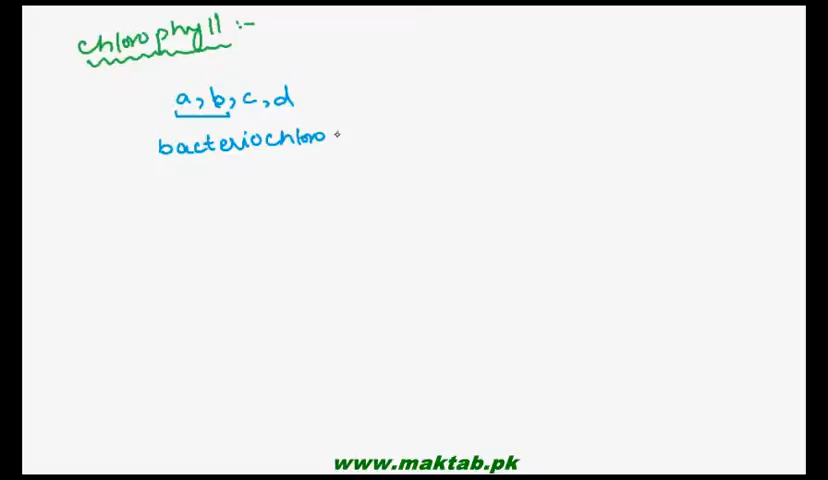 chlorophyll :-
a, b, c, d
bacteriochloro
www.maktab.pk